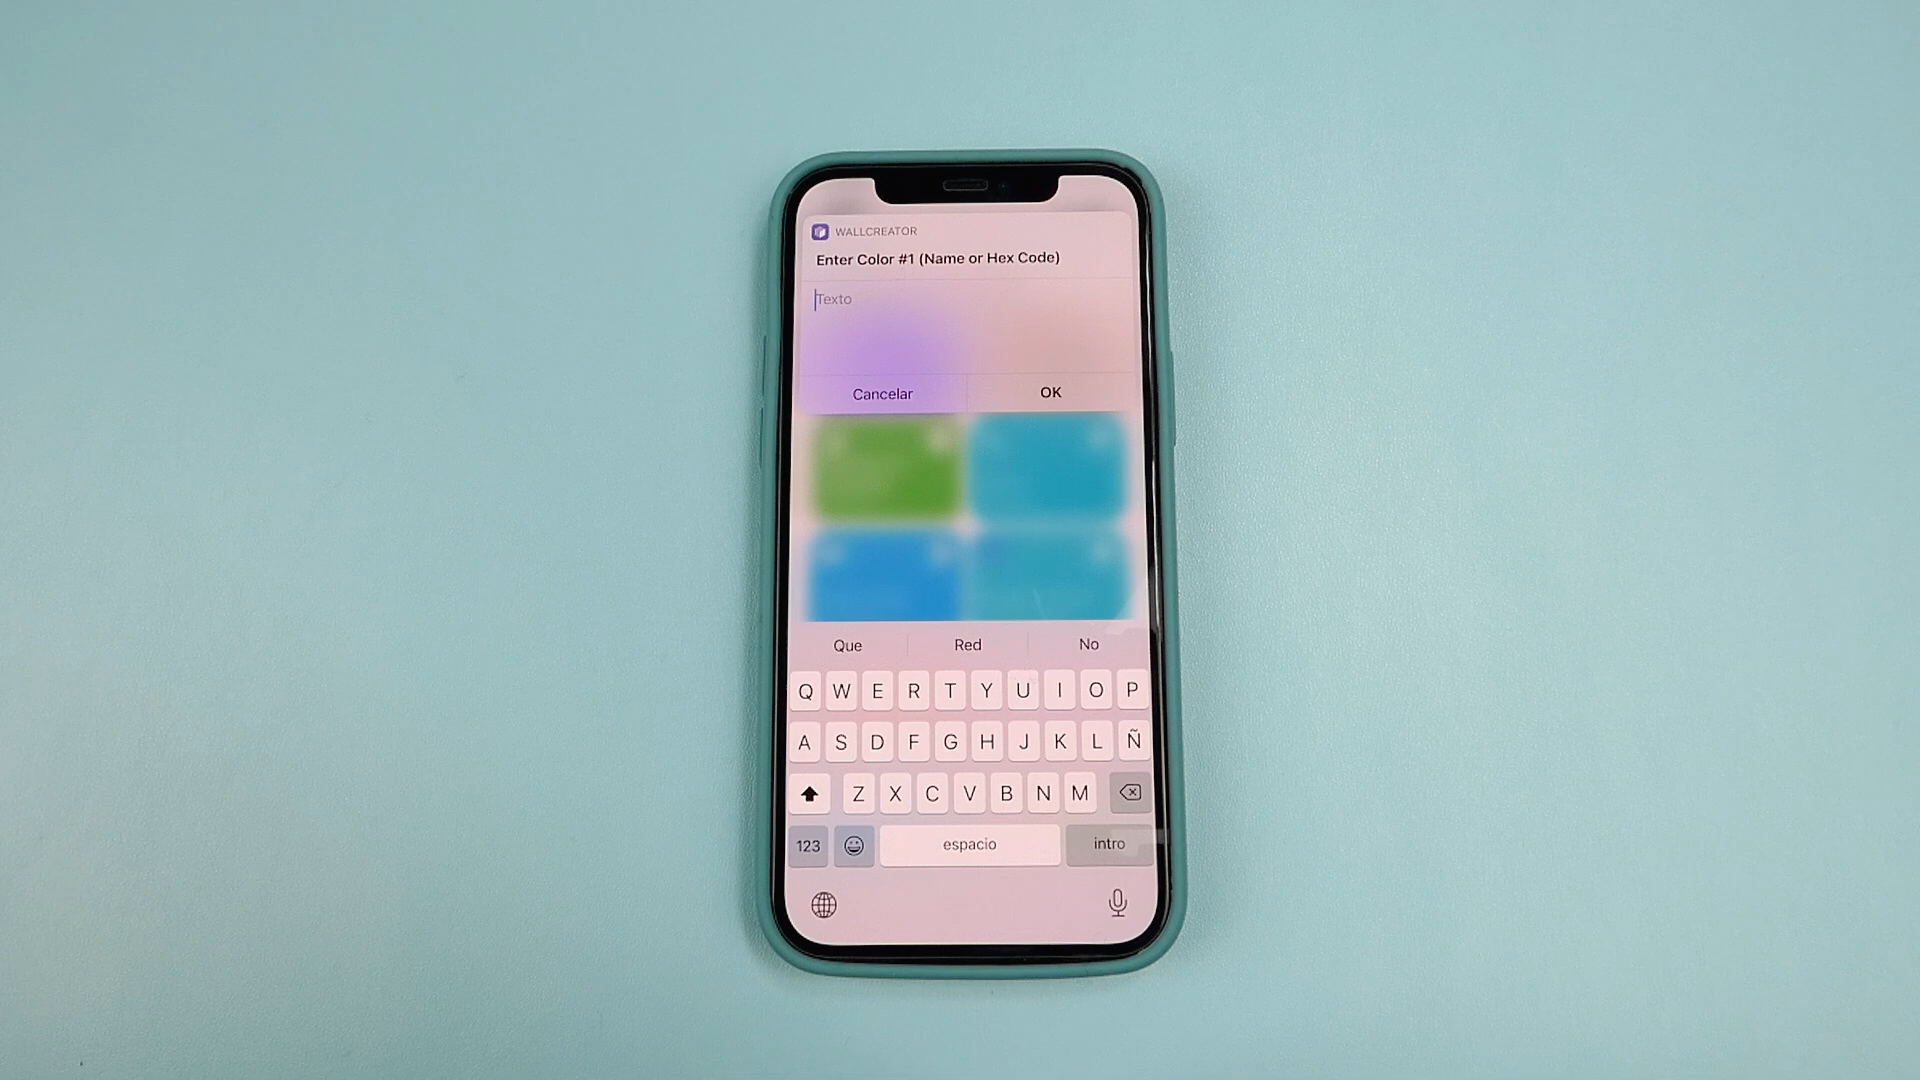 WALLCREATOR
Enter Color #1 (Name or Hex Code)
Texto
Cancelar OK
Que Red No
Q W E R T Y U I O P
A S D F G H J K L Ñ
Z X C V B N M
123 espacio intro